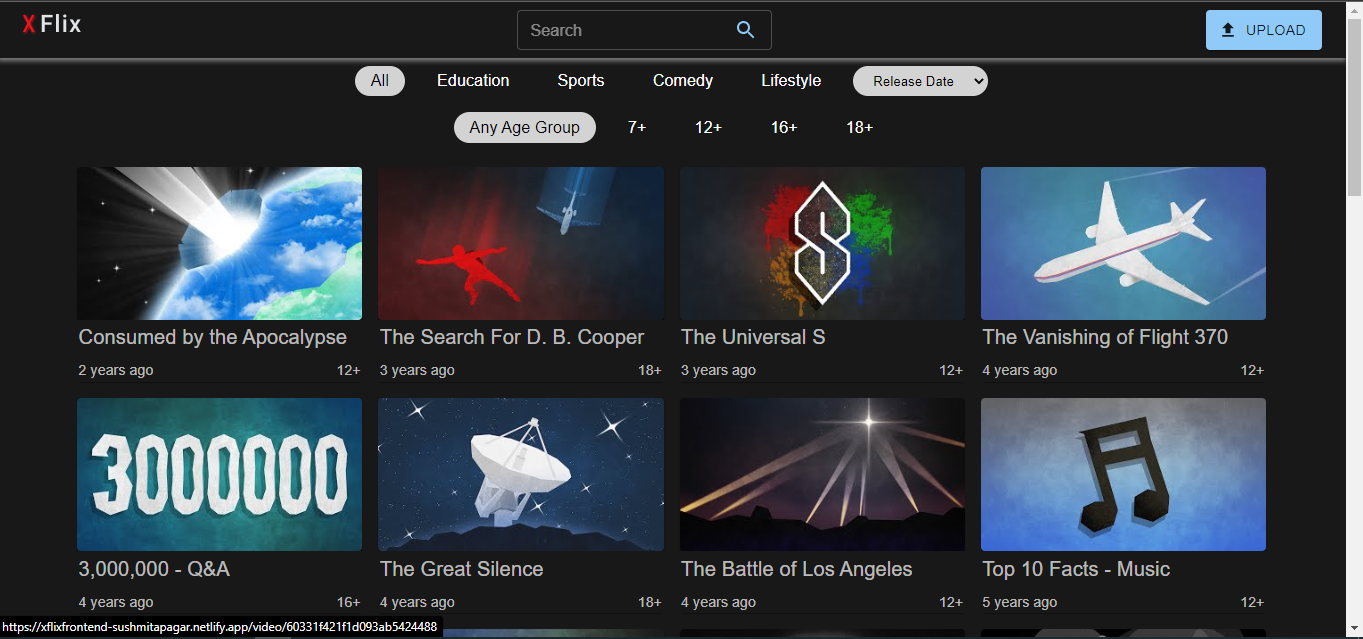 XFlix
Search
UPLOAD
All Education Sports Comedy Lifestyle Release Date
Any Age Group 7+ 12+ 16+ 18+
S
Consumed by the Apocalypse The Search For D. B. Cooper The Universal S The Vanishing of Flight 370
2 years ago 12+ 3 years ago 18+ 3 years ago 12+ 4 years ago 12+
3000000
3,000,000 - Q&A The Great Silence The Battle of Los Angeles Top 10 Facts - Music
4 years ago 16+ 4 years ago 18+ 4 years ago 12+ 5 years ago 12+
https://xflixfrontend-sushmitapagar.netlify.app/video/60331f421f1d093ab5424488